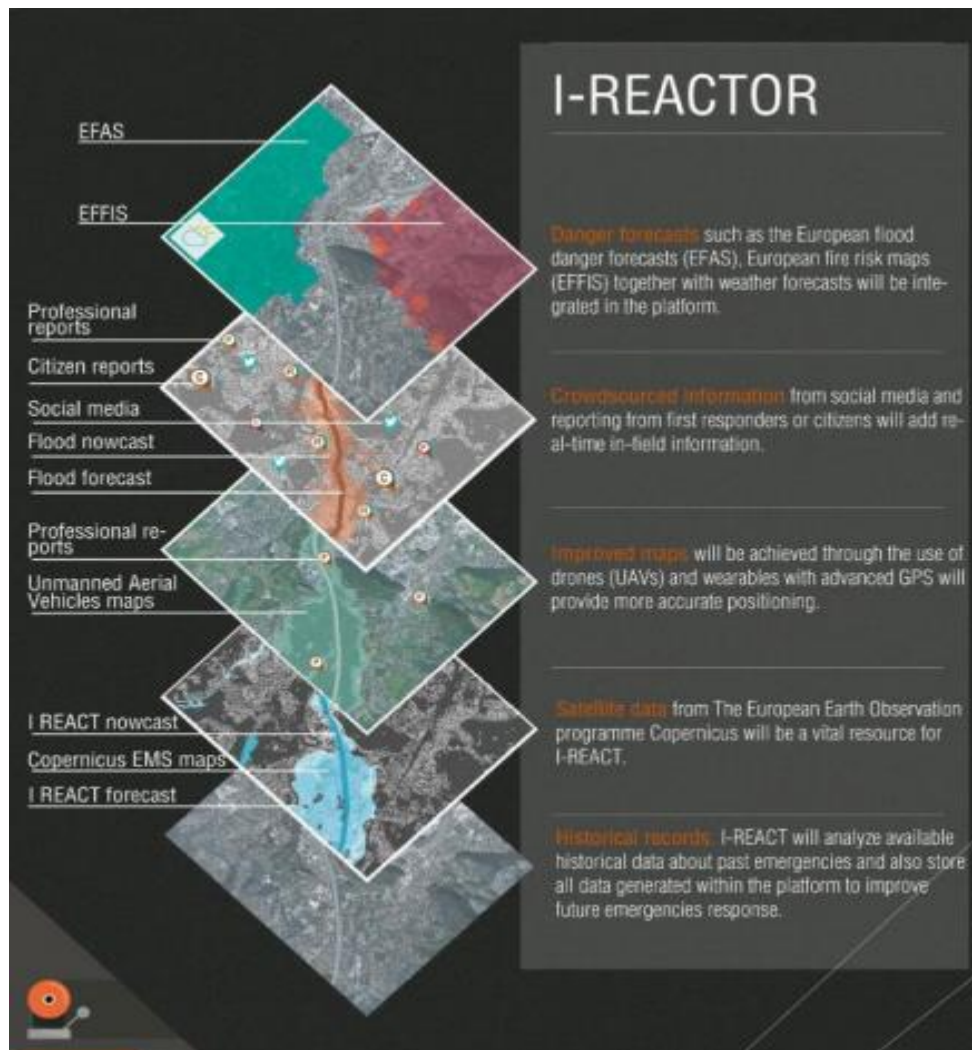 I-REACTOR
EFAS
EFFIS
Professional
reports
Citizen reports
Social media
Flood nowcast
Flood forecast
Professional re-
ports
Unmanned Aerial
Vehicles maps
I REACT nowcast
Copernicus EMS maps
I REACT forecast
Danger forecasts such as the European flood
danger forecasts (EFAS), European fire risk maps
(EFFIS) together with weather forecasts will be inte-
grated in the platform.
Crowdsourced information from social media and
reporting from first responders or citizens will add re-
al-time in-field information.
Improved maps will be achieved through the use of
drones (UAVs) and wearables with advanced GPS will
provide more accurate positioning.
Satellite data from The European Earth Observation
programme Copernicus will be a vital resource for
I-REACT.
Historical records. I-REACT will analyze available
historical data about past emergencies and also store
all data generated within the platform to improve
future emergencies response.